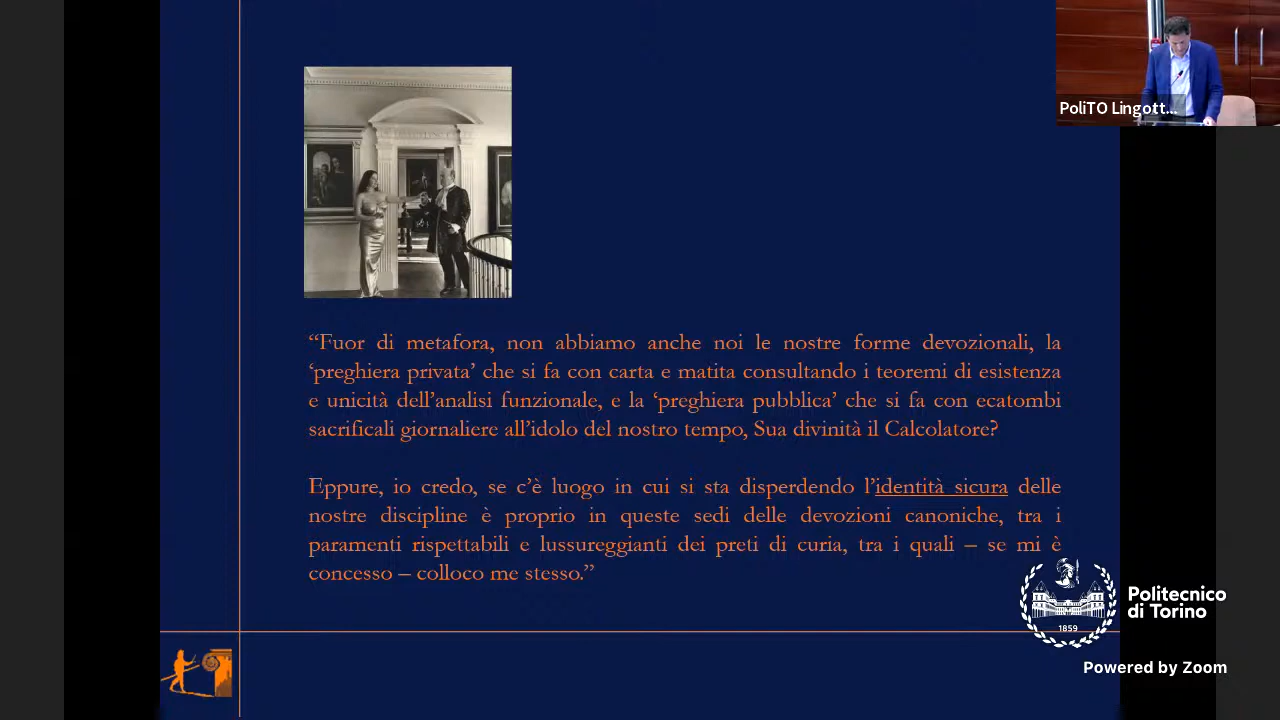 PoliTO Lingott...
“Fuor di metafora, non abbiamo anche noi le nostre forme devozionali, la
‘preghiera privata’ che si fa con carta e matita consultando i teoremi di esistenza
e unicità dell’analisi funzionale, e la ‘preghiera pubblica’ che si fa con ecatombi
sacrificali giornaliere all’idolo del nostro tempo, Sua divinità il Calcolatore?
Eppure, io credo, se c’è luogo in cui si sta disperdendo l’identità sicura delle
nostre discipline è proprio in queste sedi delle devozioni canoniche, tra i
paramenti rispettabili e lussureggianti dei preti di curia, tra i quali – se mi è
concesso – colloco me stesso.”
Politecnico
di Torino
1859
Powered by Zoom